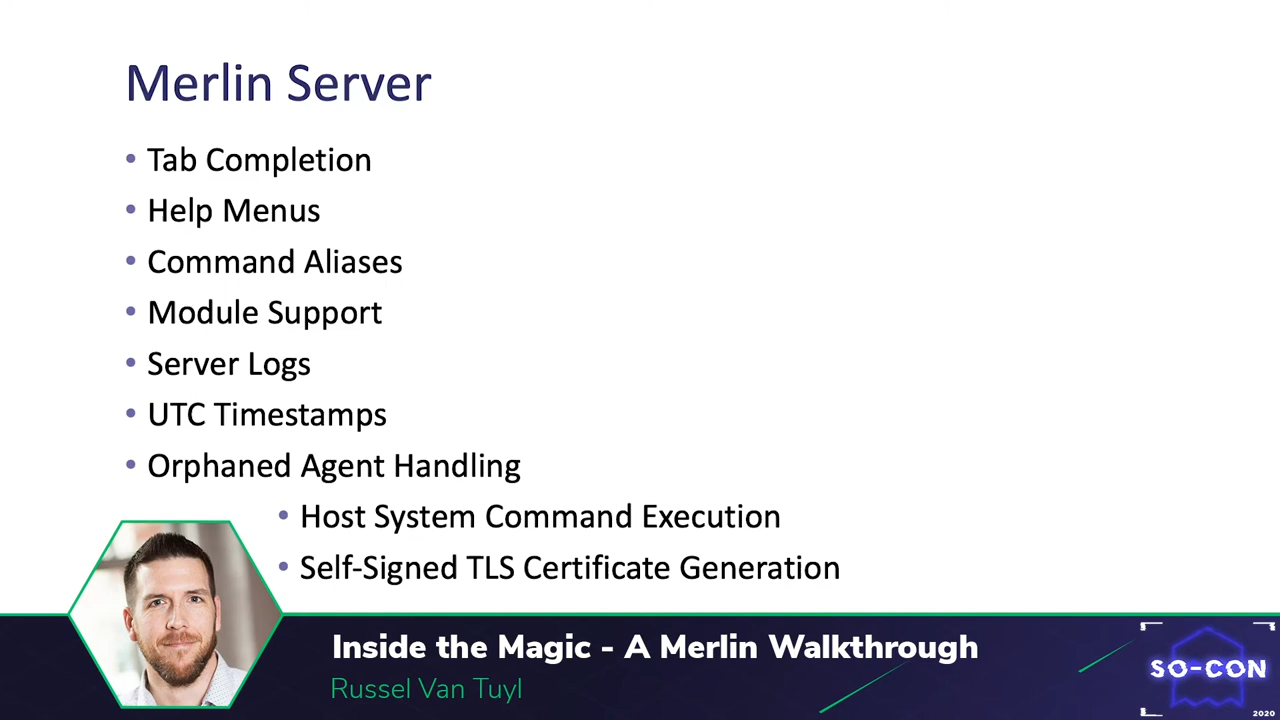 Merlin Server
• Tab Completion
• Help Menus
• Command Aliases
• Module Support
• Server Logs
• UTC Timestamps
• Orphaned Agent Handling
• Host System Command Execution
• Self-Signed TLS Certificate Generation
Inside the Magic - A Merlin Walkthrough
Russel Van Tuyl
SO-CON
2020